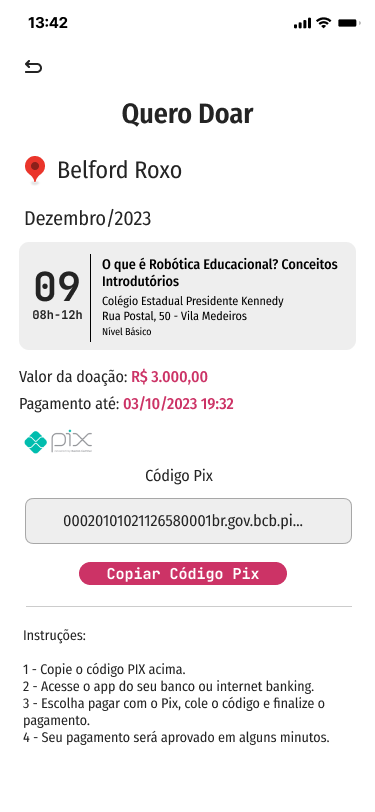 13:42
Quero Doar
Belford Roxo
Dezembro/2023
09
08h-12h
O que é Robótica Educacional? Conceitos
Introdutórios
Colégio Estadual Presidente Kennedy
Rua Postal, 50 - Vila Medeiros
Nível Básico
Valor da doação: R$ 3.000,00
Pagamento até: 03/10/2023 19:32
pix
Código Pix
00020101021126580001br.gov.bcb.pi...
Copiar Código Pix
Instruções:
1 - Copie o código PIX acima.
2 - Acesse o app do seu banco ou internet banking.
3 - Escolha pagar com o Pix, cole o código e finalize o
pagamento.
4 - Seu pagamento será aprovado em alguns minutos.